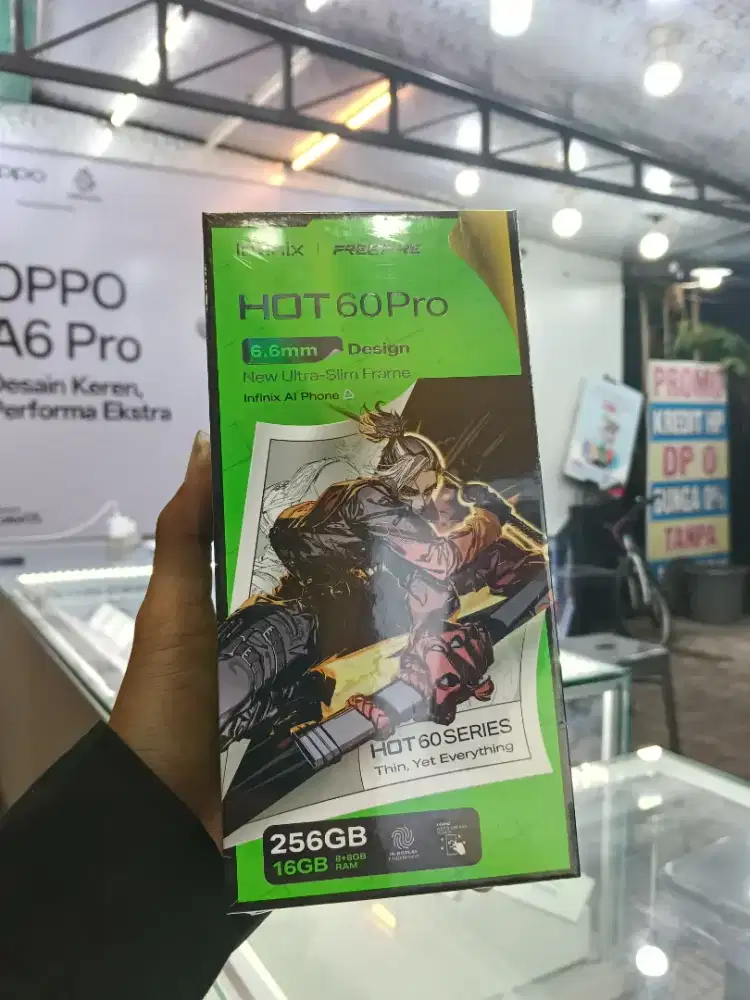 OPPO
A6 Pro
Desain Keren,
Performa Ekstra
Infinix | FREE FIRE
HOT 60 Pro
6.6mm Design
New Ultra-Slim Frame
Infinix AI Phone
HOT 60 SERIES
Thin, Yet Everything
256GB
16GB 8+8GB
RAM
PROMO
KREDIT HP
DP 0
BUNGA 0%
TANPA